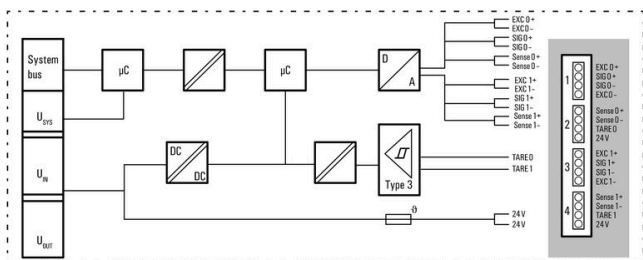 System
bus
U SYS
U IN
U OUT
µC
µC
D
A
DC
DC
Type 3
ϑ
EXC 0+
EXC 0-
SIG 0+
SIG 0-
Sense 0+
Sense 0-
EXC 1+
EXC 1-
SIG 1+
SIG 1-
Sense 1+
Sense 1-
TARE 0
TARE 1
24 V
24 V
1
EXC 0+
SIG 0+
SIG 0-
EXC 0-
2
Sense 0+
Sense 0-
TARE 0
24 V
3
EXC 1+
SIG 1+
SIG 1-
EXC 1-
4
Sense 1+
Sense 1-
TARE 1
24 V